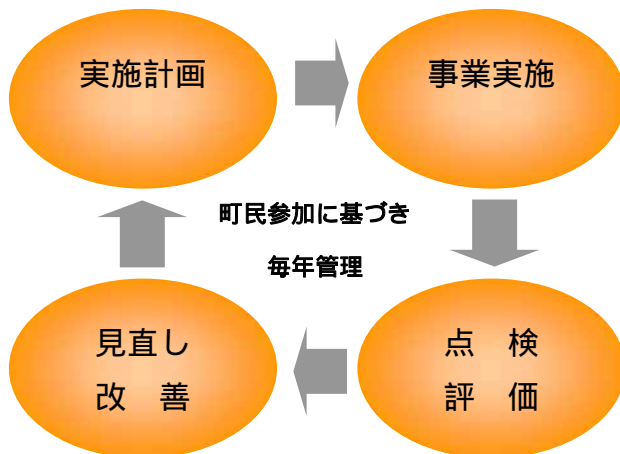 実施計画
事業実施
町民参加に基づき
毎年管理
見直し
改　善
点　検
評　価